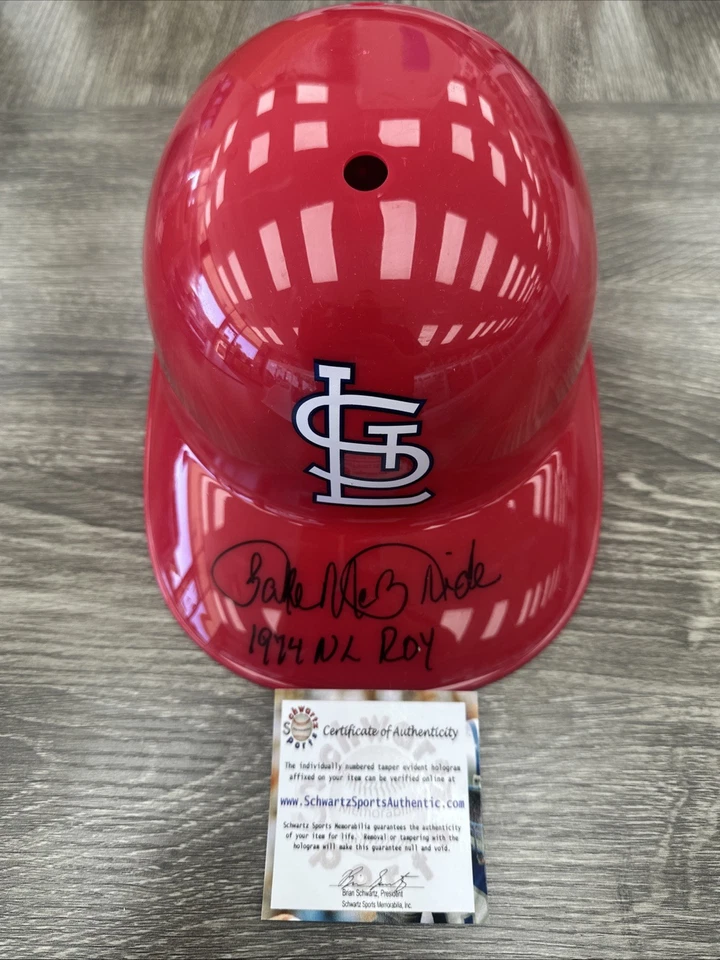 STL
Bake McBride
1974 NL ROY
Schwartz
Sports
Certificate of Authenticity
The individually numbered tamper evident hologram
affixed on your item can be verified online at
www.SchwartzSportsAuthentic.com
Schwartz Sports Memorabilia guarantees the authenticity
of your item for life. Removal or tampering with the
hologram will make this guarantee null and void.
Brian Schwartz, President
Schwartz Sports Memorabilia, Inc.